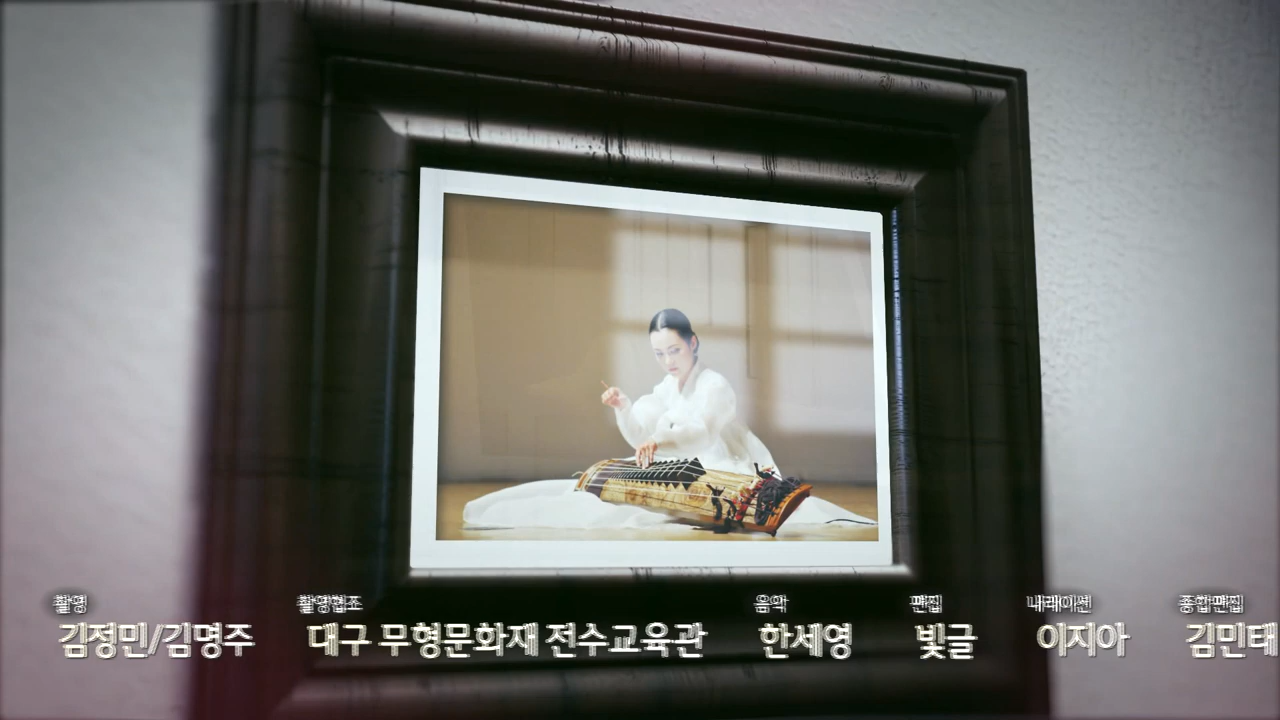 촬영 촬영협조 음악 편집 내레이션 종합편집
김정민/김명주 대구 무형문화재 전수교육관 한세영 빛글 이지아 김민태